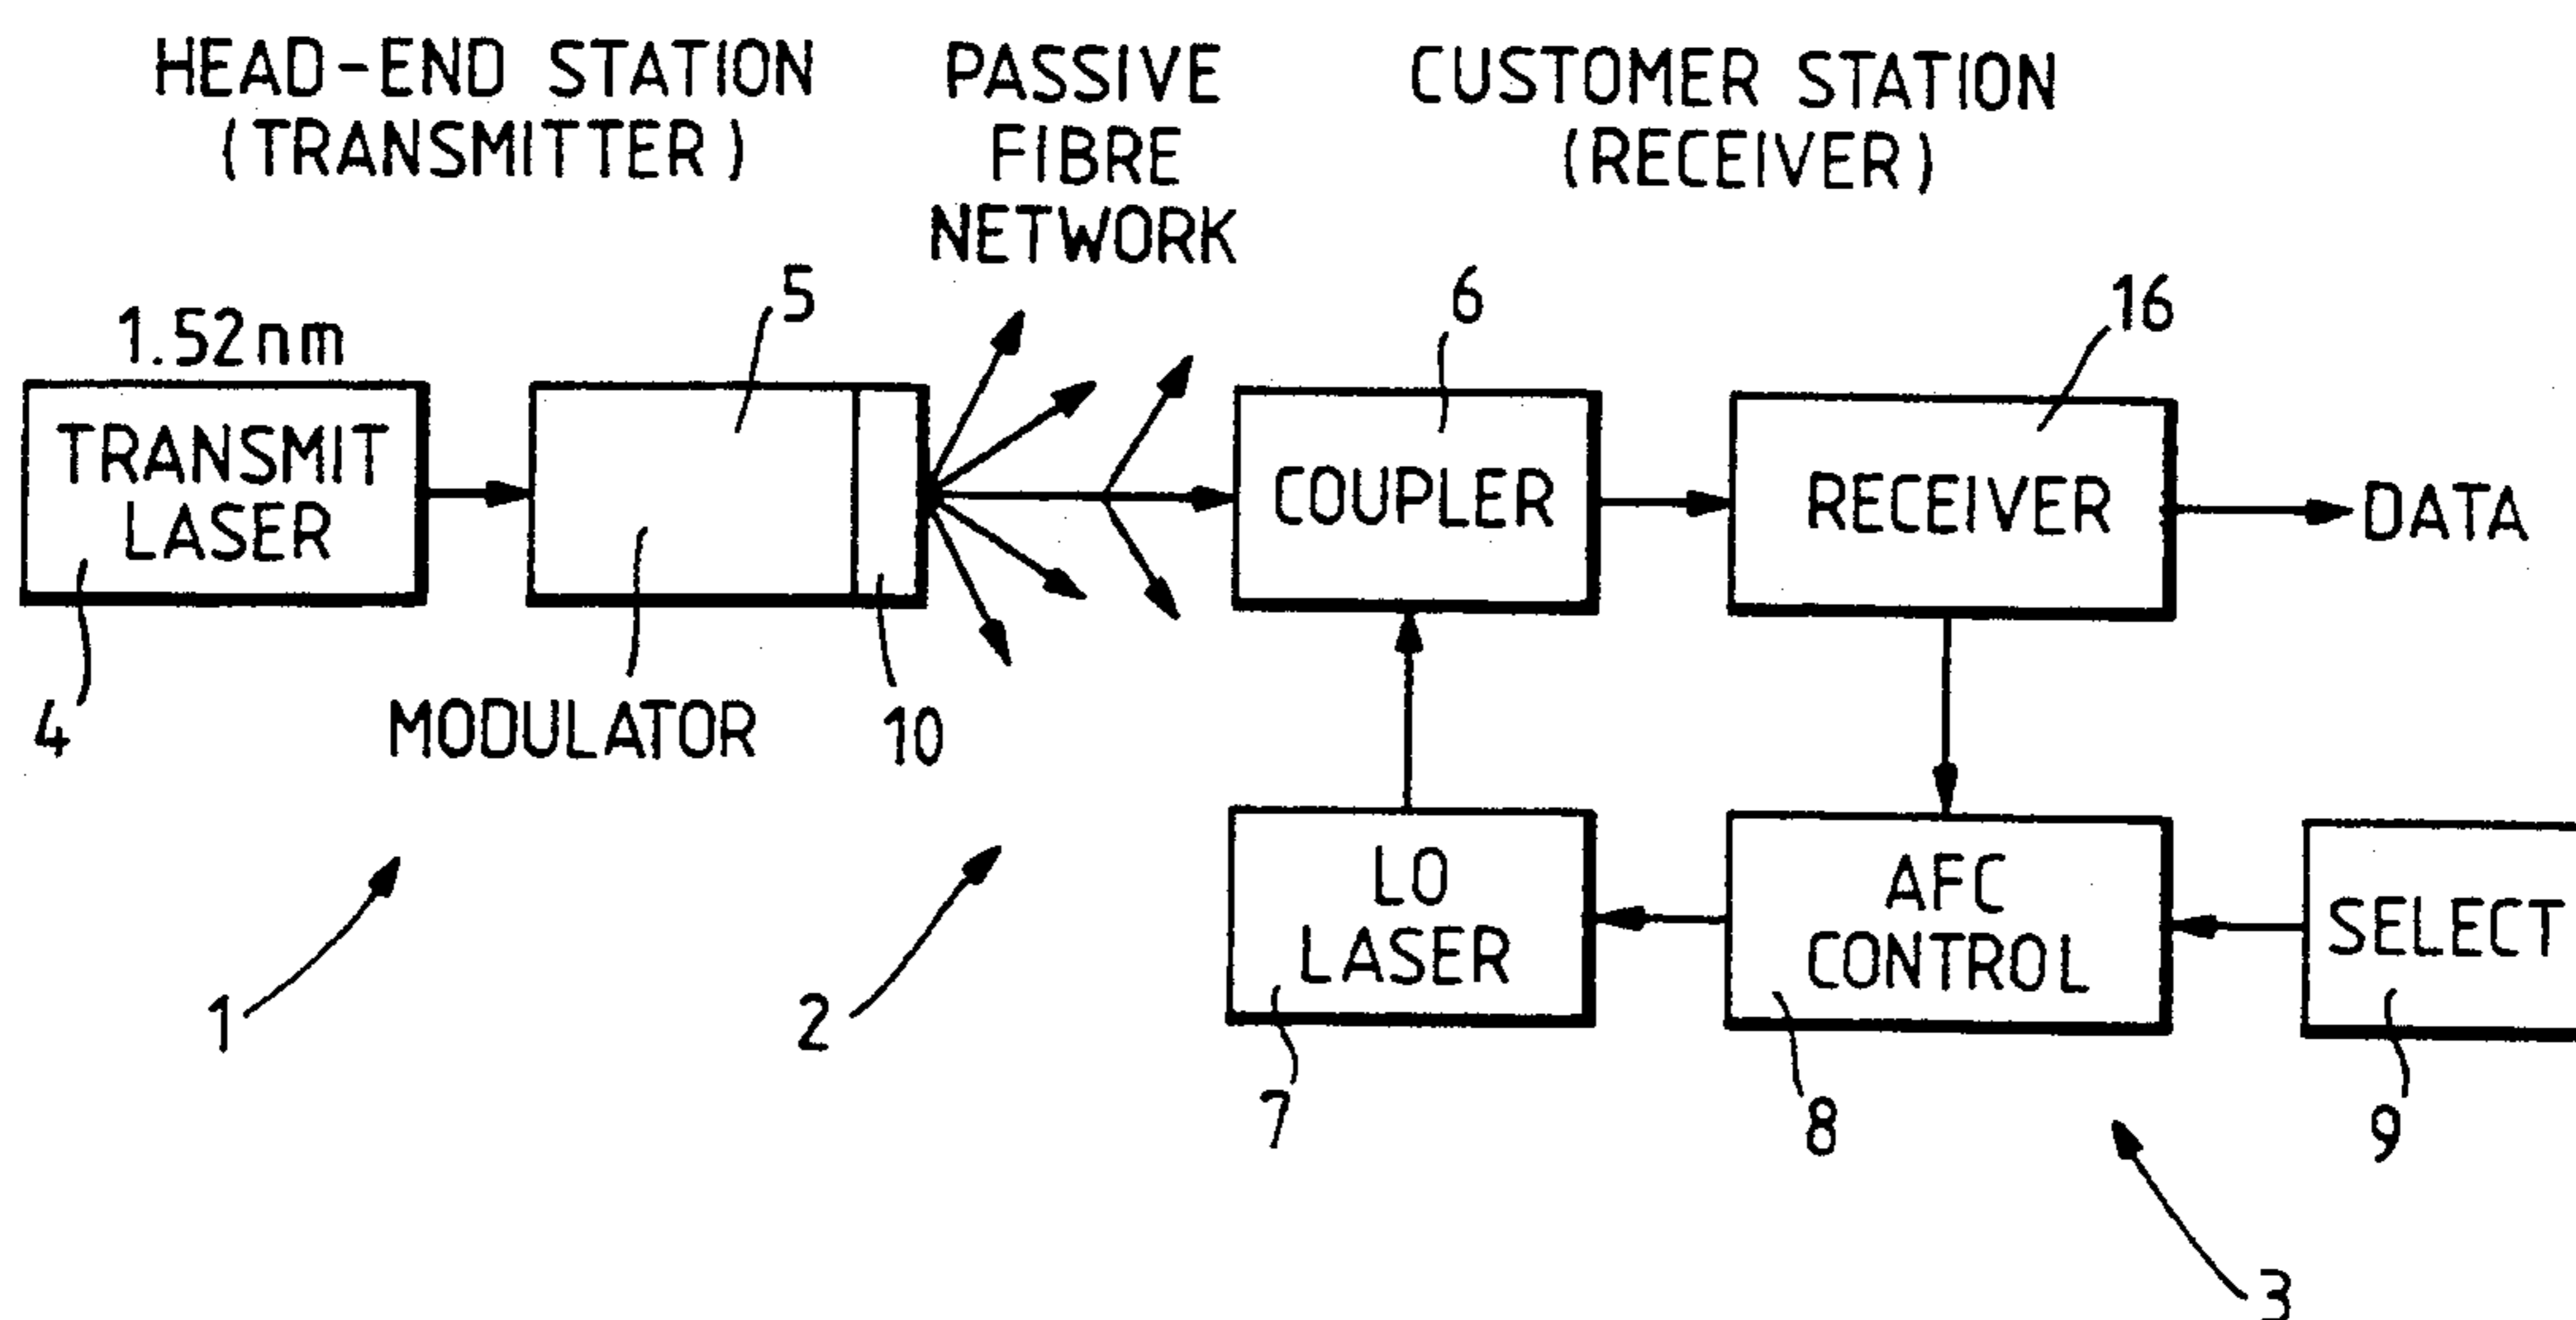 HEAD-END STATION
(TRANSMITTER)
PASSIVE
FIBRE
NETWORK
CUSTOMER STATION
(RECEIVER)
1.52nm
5
6
16
TRANSMIT
LASER
COUPLER
RECEIVER
DATA
4
MODULATOR
10
LO
LASER
AFC
CONTROL
SELECT
1
2
7
8
9
3